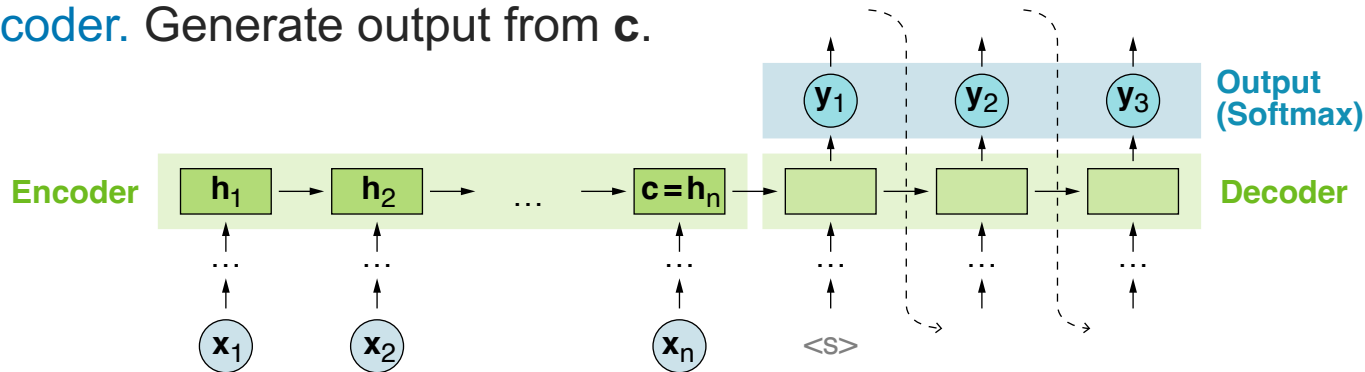 coder. Generate output from c.
y1 y2 y3 Output
(Softmax)
Encoder h1 h2 ... c=hn Decoder
... ... ... ... ... ...
x1 x2 xn <s>